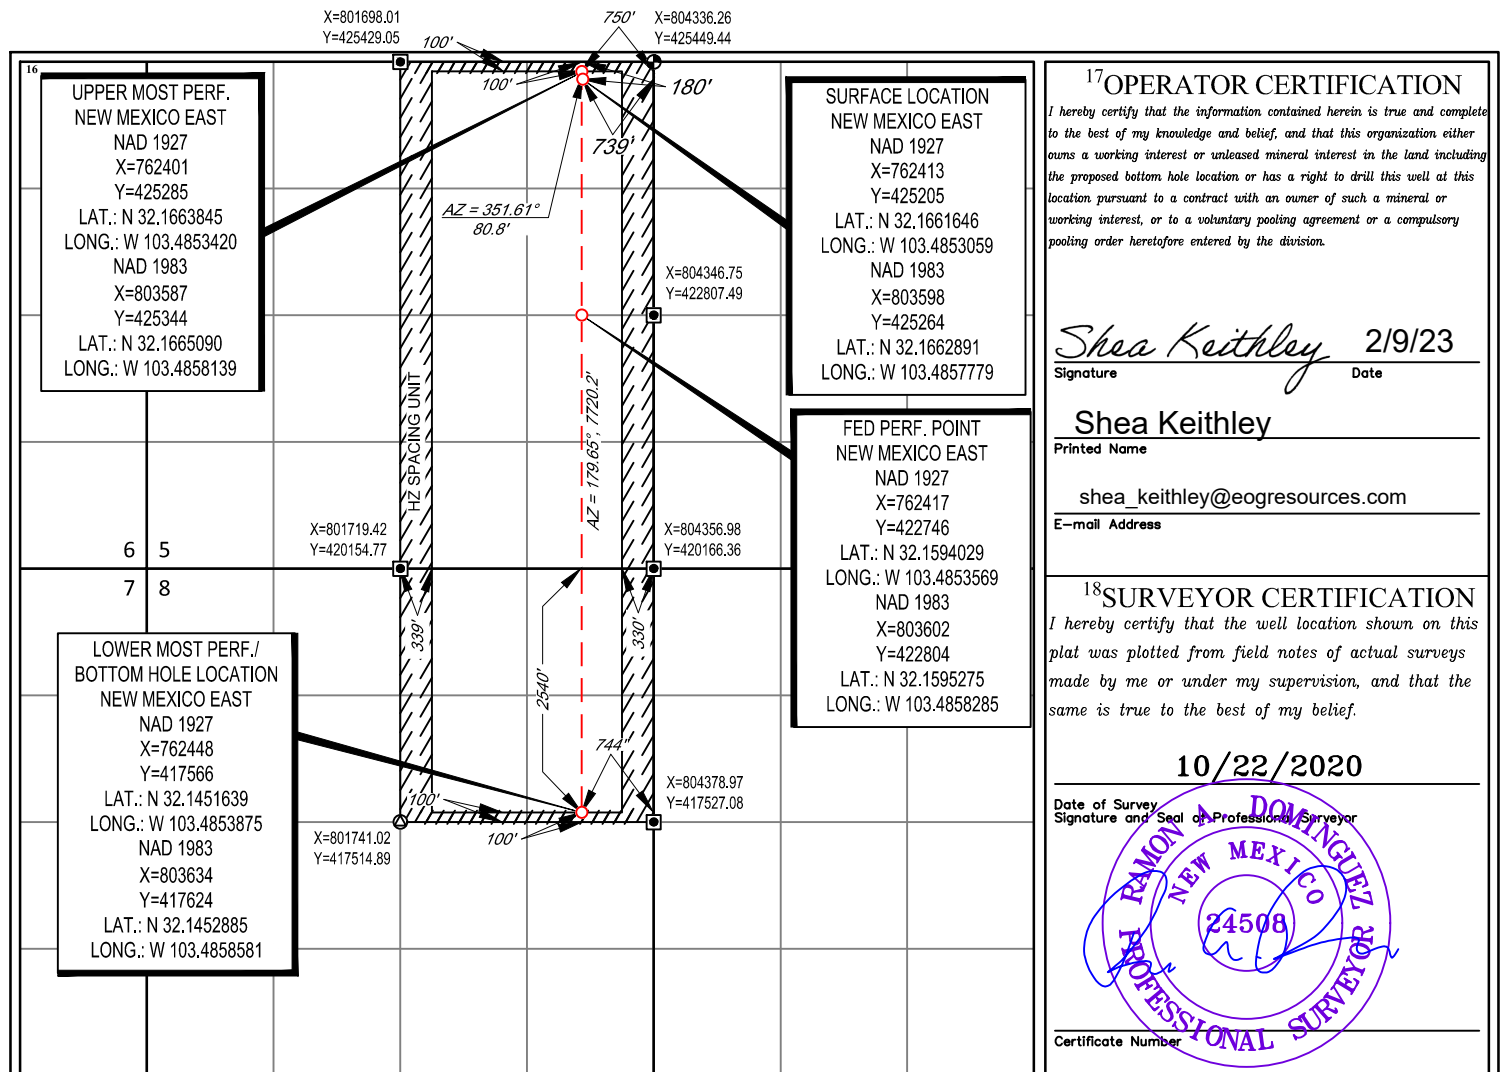 X=801698.01
Y=425429.05
100'
750'
X=804336.26
Y=425449.44
16
100'
180'
739'
UPPER MOST PERF.
NEW MEXICO EAST
NAD 1927
X=762401
Y=425285
LAT.: N 32.1663845
LONG.: W 103.4853420
NAD 1983
X=803587
Y=425344
LAT.: N 32.1665090
LONG.: W 103.4858139
AZ = 351.61°
80.8'
SURFACE LOCATION
NEW MEXICO EAST
NAD 1927
X=762413
Y=425205
LAT.: N 32.1661646
LONG.: W 103.4853059
NAD 1983
X=803598
Y=425264
LAT.: N 32.1662891
LONG.: W 103.4857779
X=804346.75
Y=422807.49
HZ SPACING UNIT
AZ = 179.65°, 7720.2'
FED PERF. POINT
NEW MEXICO EAST
NAD 1927
X=762417
Y=422746
LAT.: N 32.1594029
LONG.: W 103.4853569
NAD 1983
X=803602
Y=422804
LAT.: N 32.1595275
LONG.: W 103.4858285
6 5
7 8
X=801719.42
Y=420154.77
X=804356.98
Y=420166.36
339'
330'
2540'
LOWER MOST PERF./
BOTTOM HOLE LOCATION
NEW MEXICO EAST
NAD 1927
X=762448
Y=417566
LAT.: N 32.1451639
LONG.: W 103.4853875
NAD 1983
X=803634
Y=417624
LAT.: N 32.1452885
LONG.: W 103.4858581
744'
100'
100'
X=804378.97
Y=417527.08
X=801741.02
Y=417514.89
17 OPERATOR CERTIFICATION
I hereby certify that the information contained herein is true and complete
to the best of my knowledge and belief, and that this organization either
owns a working interest or unleased mineral interest in the land including
the proposed bottom hole location or has a right to drill this well at this
location pursuant to a contract with an owner of such a mineral or
working interest, or to a voluntary pooling agreement or a compulsory
pooling order heretofore entered by the division.
Shea Keithley 2/9/23
Signature Date
Shea Keithley
Printed Name
shea_keithley@eogresources.com
E-mail Address
18 SURVEYOR CERTIFICATION
I hereby certify that the well location shown on this
plat was plotted from field notes of actual surveys
made by me or under my supervision, and that the
same is true to the best of my belief.
10/22/2020
Date of Survey
Signature and Seal of Professional Surveyor
RAMON A. DOMINGUEZ
NEW MEXICO
24508
PROFESSIONAL SURVEYOR
Certificate Number